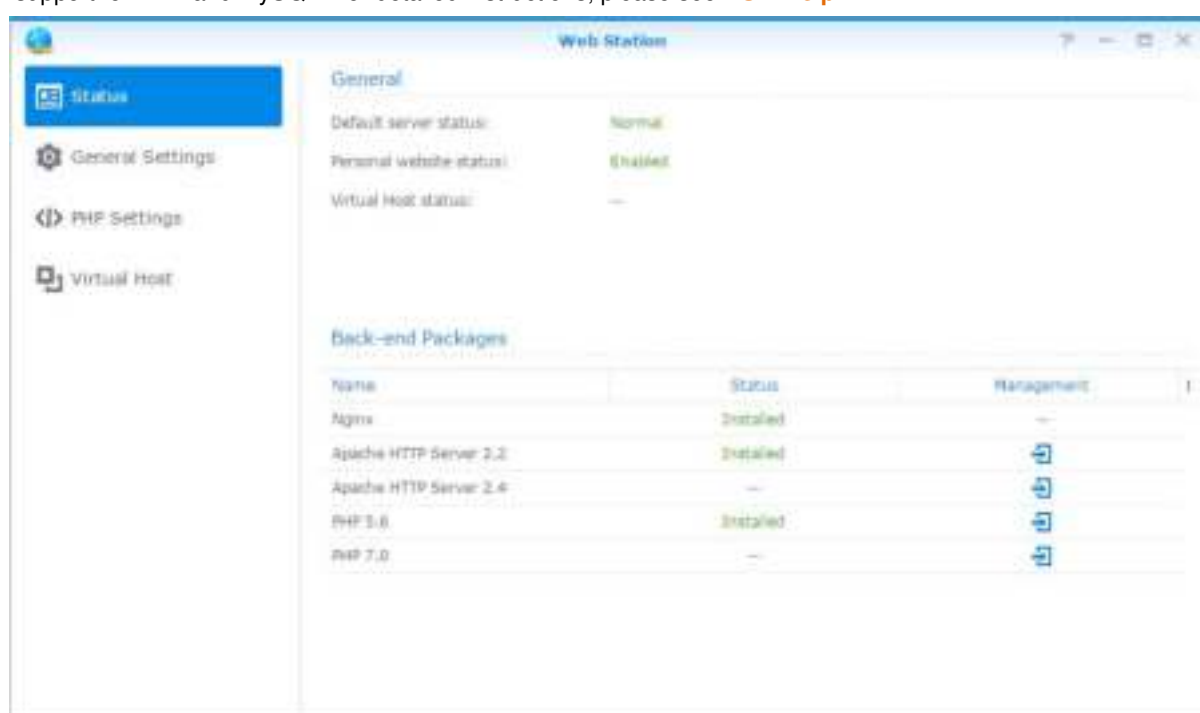 Web Station
Status
General Settings
PHP Settings
Virtual Host
General
Default server status: Normal
Personal website status: Enabled
Virtual Host status: --
Back-end Packages
Name Status Management
Nginx Installed --
Apache HTTP Server 2.2 Installed
Apache HTTP Server 2.4 --
PHP 5.6 Installed
PHP 7.0 --